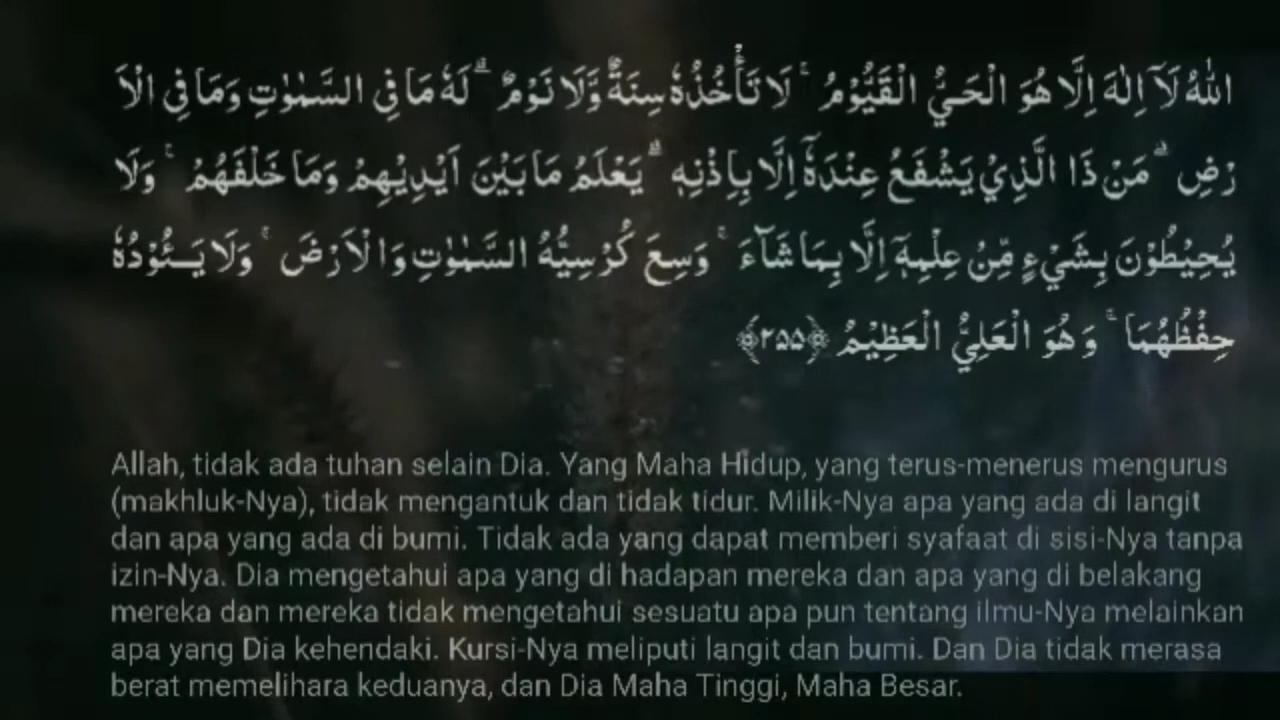 اللهُ لَآ اِلٰهَ اِلَّا هُوَ الْحَيُّ الْقَيُّوْمُ ۚ لَا تَأْخُذُهٗ سِنَةٌ وَّلَا نَوْمٌ ۗ لَهٗ مَا فِى السَّمٰوٰتِ وَمَا فِى الْاَ
رْضِ ۗ مَنْ ذَا الَّذِيْ يَشْفَعُ عِنْدَهٗٓ اِلَّا بِاِذْنِهٖ ۗ يَعْلَمُ مَا بَيْنَ اَيْدِيْهِمْ وَمَا خَلْفَهُمْ ۚ وَلَا
يُحِيْطُوْنَ بِشَيْءٍ مِّنْ عِلْمِهٖٓ اِلَّا بِمَا شَآءَ ۚ وَسِعَ كُرْسِيُّهُ السَّمٰوٰتِ وَالْاَرْضَ ۚ وَلَا يَـُٔوْدُهٗ
حِفْظُهُمَا ۚ وَهُوَ الْعَلِيُّ الْعَظِيْمُ ﴿٢٥٥﴾
Allah, tidak ada tuhan selain Dia. Yang Maha Hidup, yang terus-menerus mengurus
(makhluk-Nya), tidak mengantuk dan tidak tidur. Milik-Nya apa yang ada di langit
dan apa yang ada di bumi. Tidak ada yang dapat memberi syafaat di sisi-Nya tanpa
izin-Nya. Dia mengetahui apa yang di hadapan mereka dan apa yang di belakang
mereka dan mereka tidak mengetahui sesuatu apa pun tentang ilmu-Nya melainkan
apa yang Dia kehendaki. Kursi-Nya meliputi langit dan bumi. Dan Dia tidak merasa
berat memelihara keduanya, dan Dia Maha Tinggi, Maha Besar.